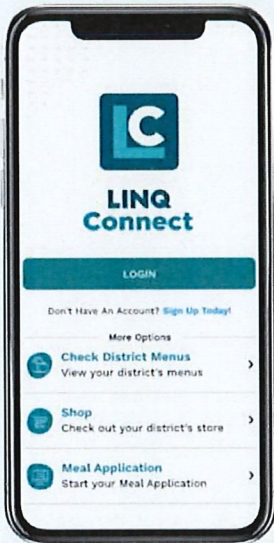 LC
LINQ
Connect
LOGIN
Don't Have An Account? Sign Up Today!
More Options
Check District Menus
View your district's menus
Shop
Check out your district's store
Meal Application
Start your Meal Application